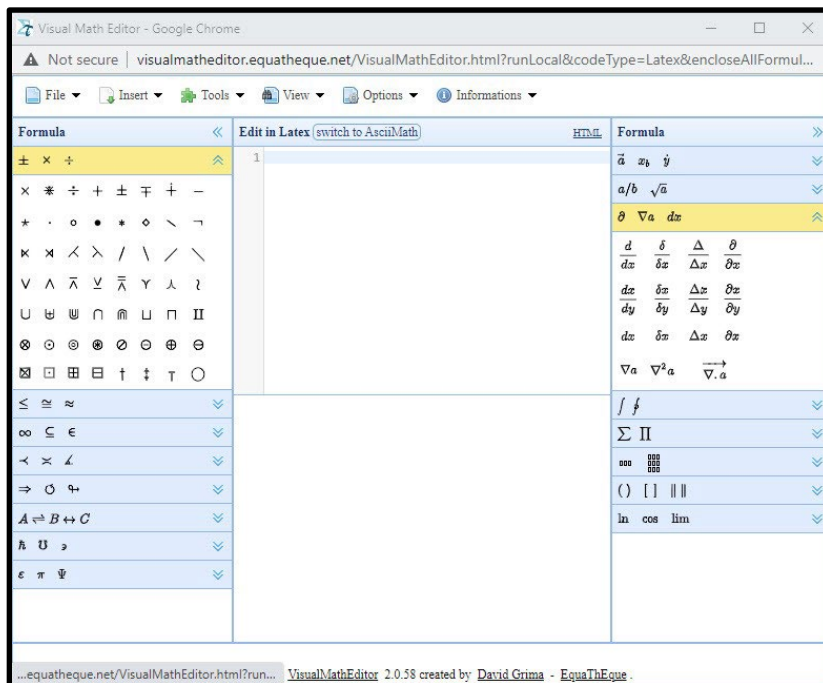 Visual Math Editor - Google Chrome
Not secure | visualmatheditor.equatheque.net/VisualMathEditor.html?runLocal&codeType=Latex&encloseAllFormul...
File Insert Tools View Options Informations
Formula
± × ÷
× ⋇ ÷ + ± ∓ ∔ −
⋆ · ∘ • ∗ ⋄ ∖ ¬
⋉ ⋊ ⋋ ⋌ / \ ∕ ∖
∨ ∧ ⊼ ⊻ ⩞ ⋎ ⋏ ≀
∪ ⊎ ⋓ ∩ ⋒ ⊔ ⊓ ∐
⊗ ⊙ ⊚ ⊛ ⊘ ⊖ ⊕ ⊖
⊠ ⊡ ⊞ ⊟ † ‡ ⊺ ◯
≤ ≅ ≈
∞ ⊆ ∈
≺ ≍ ∡
⇒ ↺ ↬
A ⇌ B ↔ C
ℏ ℧ ϶
ε π Ψ
Edit in Latex switch to AsciiMath HTML
1
Formula
a⃗ x_b ẏ
a/b √a
∂ ∇a dx
d/dx δ/δx Δ/Δx ∂/∂x
dx/dy δx/δy Δx/Δy ∂x/∂y
dx δx Δx ∂x
∇a ∇²a ∇.a
∫ ∮
∑ ∏
( ) [ ] ‖ ‖
ln cos lim
...equatheque.net/VisualMathEditor.html?run... VisualMathEditor 2.0.58 created by David Grima - EquaThEque .